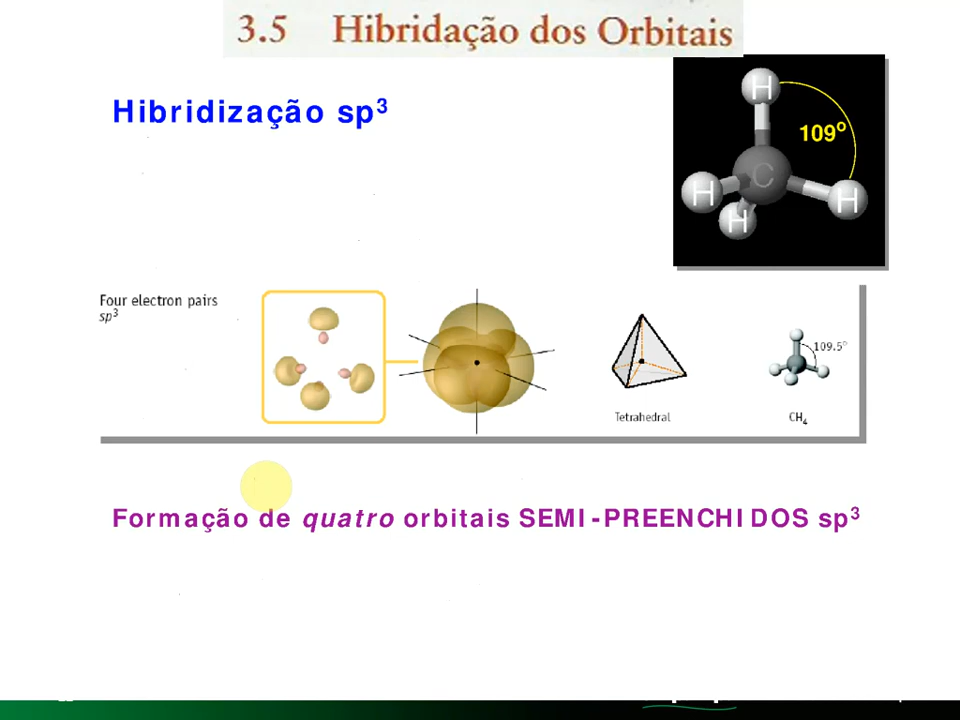 3.5 Hibridação dos Orbitais
Hibridização sp³
H
109º
C
H
H
H
Four electron pairs
sp³
109.5°
Tetrahedral
CH₄
Formação de quatro orbitais SEMI-PREENCHIDOS sp³